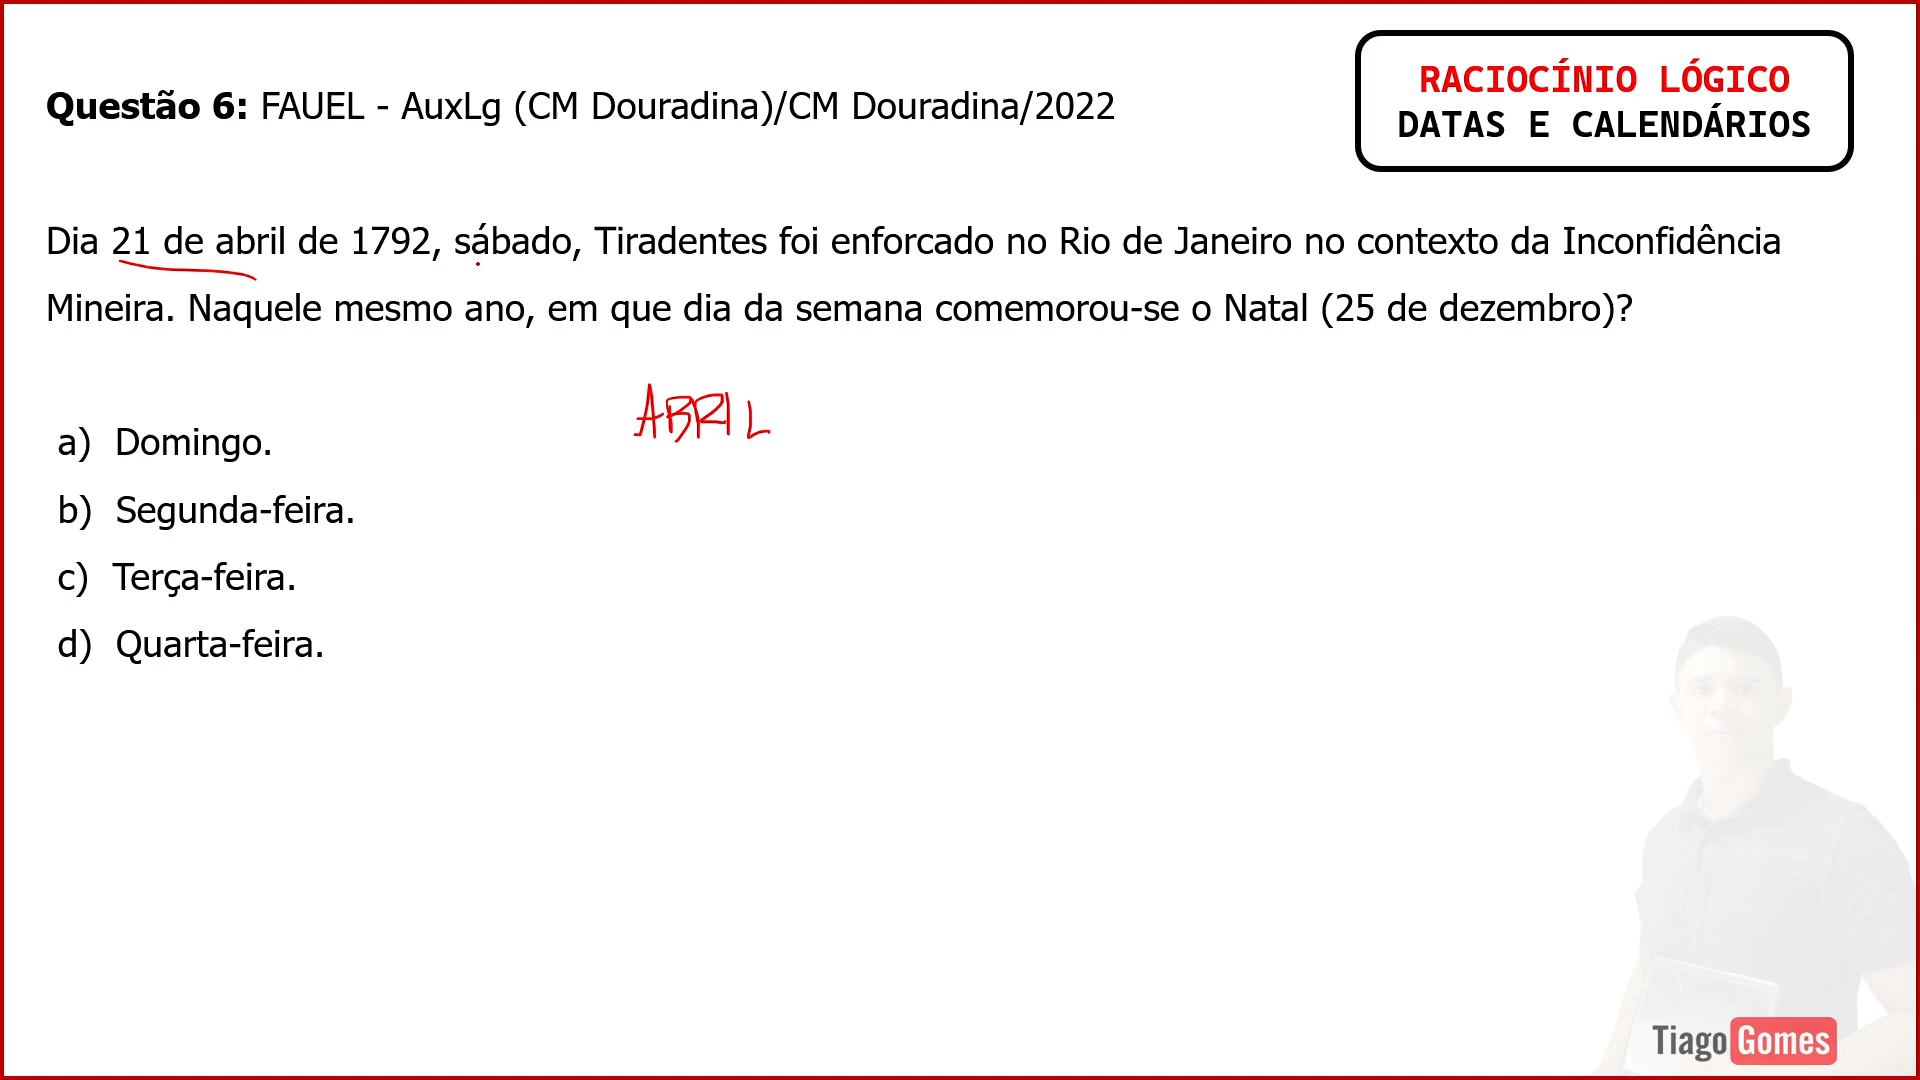 RACIOCÍNIO LÓGICO
DATAS E CALENDÁRIOS
Questão 6: FAUEL - AuxLg (CM Douradina)/CM Douradina/2022
Dia 21 de abril de 1792, sábado, Tiradentes foi enforcado no Rio de Janeiro no contexto da Inconfidência
Mineira. Naquele mesmo ano, em que dia da semana comemorou-se o Natal (25 de dezembro)?
ABRIL
a) Domingo.
b) Segunda-feira.
c) Terça-feira.
d) Quarta-feira.
Tiago Gomes